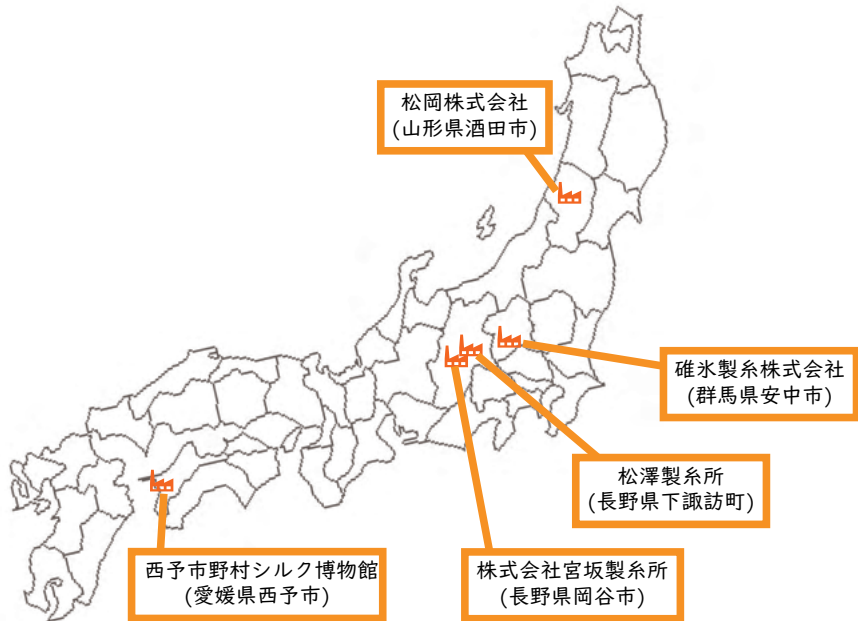 松岡株式会社
(山形県酒田市)
碓氷製糸株式会社
(群馬県安中市)
松澤製糸所
(長野県下諏訪町)
西予市野村シルク博物館
(愛媛県西予市)
株式会社宮坂製糸所
(長野県岡谷市)